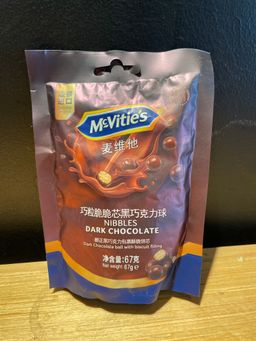 McVitie's
麦维他
巧粒脆脆芯黑巧克力球
NIBBLES
DARK CHOCOLATE
Dark Chocolate ball with biscuit filling
净含量:67克
Net weight 67g